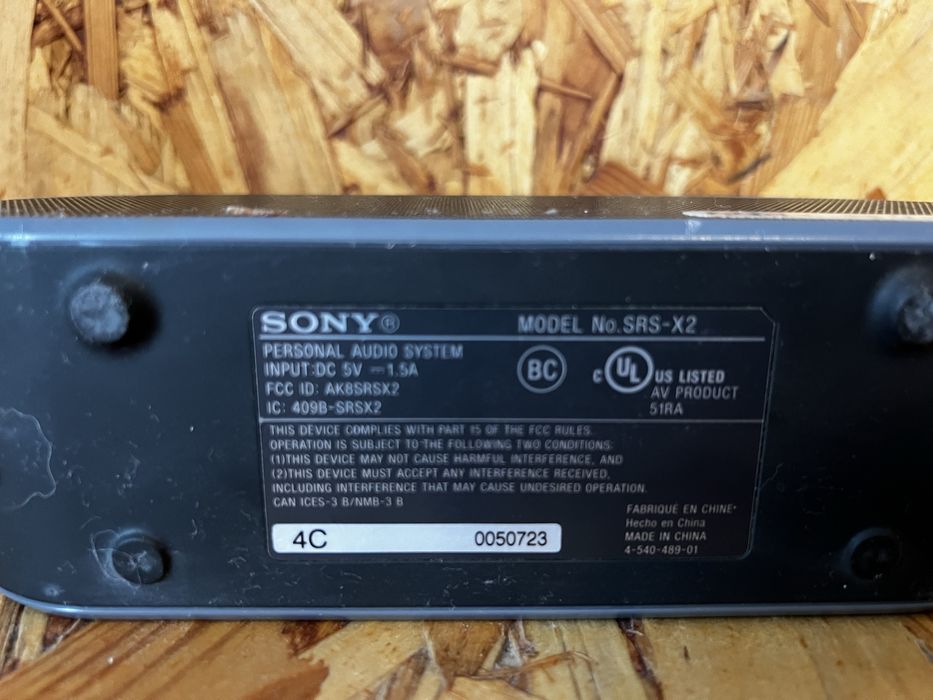 SONY®
MODEL No. SRS-X2
PERSONAL AUDIO SYSTEM
INPUT:DC 5V ⎓1.5A
FCC ID: AK8SRSX2
IC: 409B-SRSX2
BC
c UL US LISTED
AV PRODUCT
51RA
THIS DEVICE COMPLIES WITH PART 15 OF THE FCC RULES.
OPERATION IS SUBJECT TO THE FOLLOWING TWO CONDITIONS:
(1)THIS DEVICE MAY NOT CAUSE HARMFUL INTERFERENCE, AND
(2)THIS DEVICE MUST ACCEPT ANY INTERFERENCE RECEIVED,
INCLUDING INTERFERENCE THAT MAY CAUSE UNDESIRED OPERATION.
CAN ICES-3 B/NMB-3 B
4C 0050723
FABRIQUÉ EN CHINE
Hecho en China
MADE IN CHINA
4-540-489-01